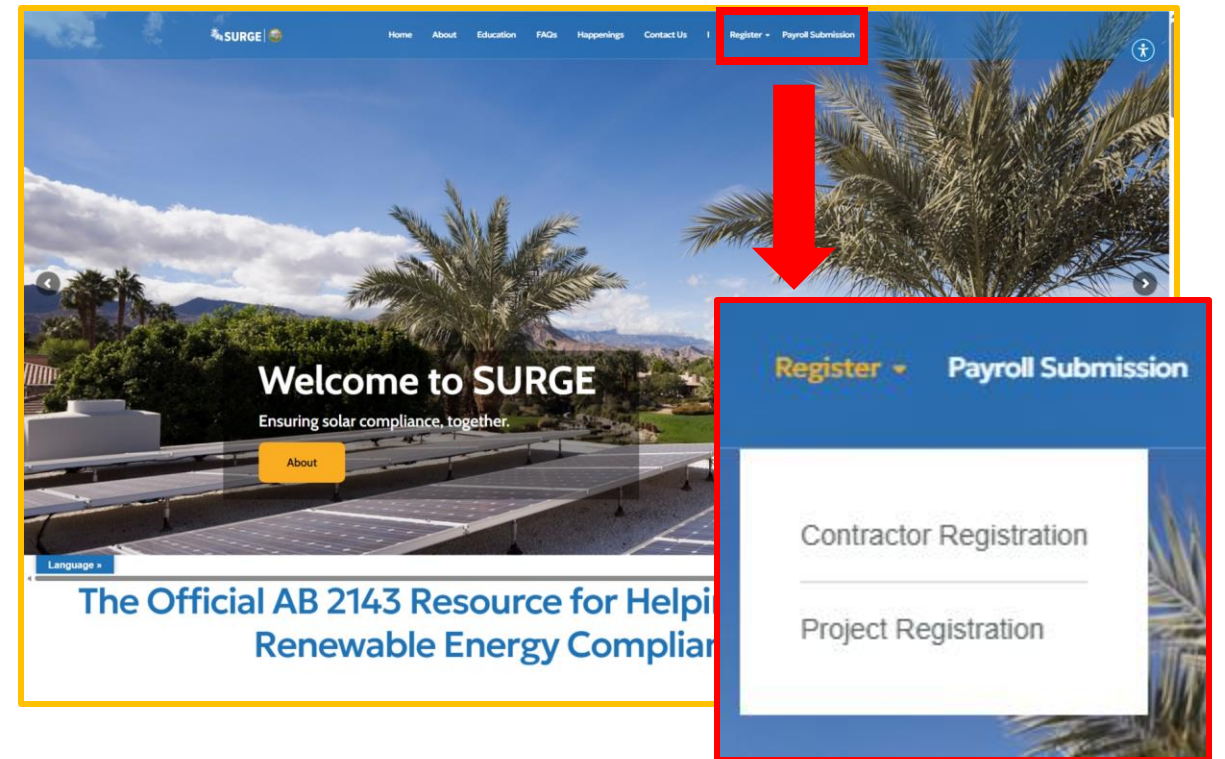 SURGE
Home About Education FAQs Happenings Contact Us | Register Payroll Submission
Welcome to SURGE
Ensuring solar compliance, together.
About
Language »
The Official AB 2143 Resource for Helpi
Renewable Energy Complian
Register Payroll Submission
Contractor Registration
Project Registration